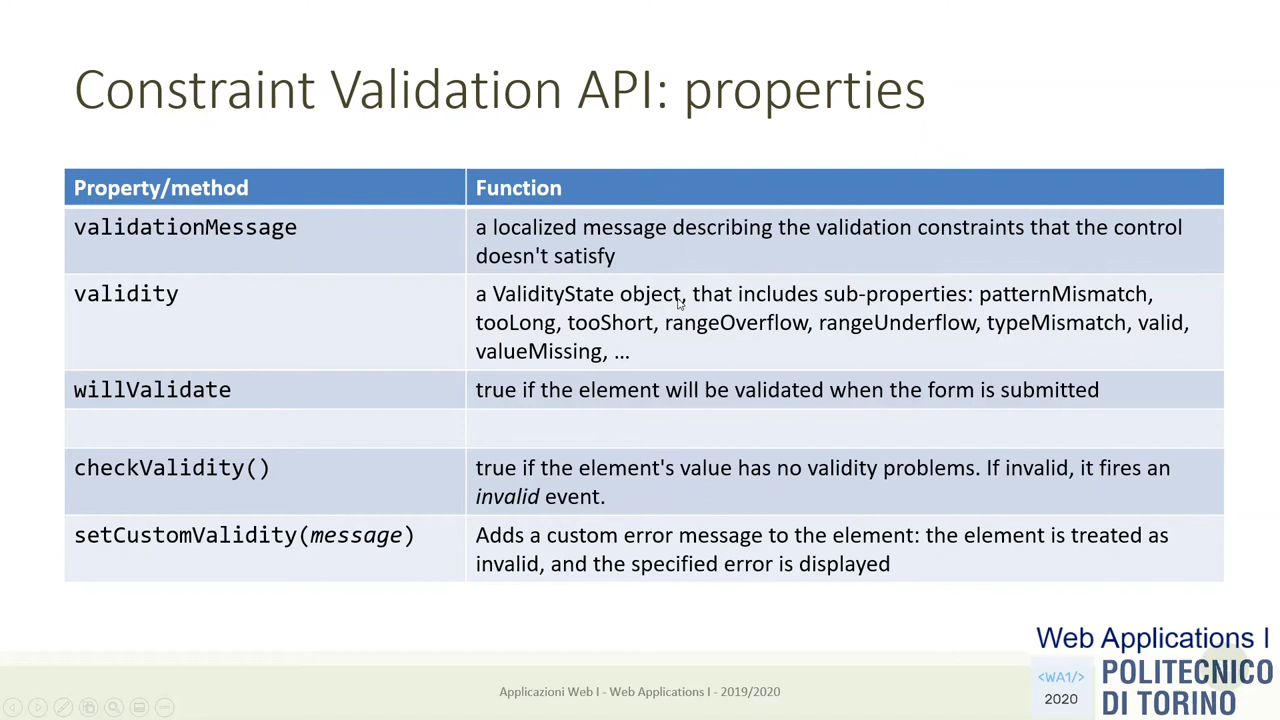 Constraint Validation API: properties
Property/method
Function
validationMessage
a localized message describing the validation constraints that the control
doesn't satisfy
validity
a ValidityState object, that includes sub-properties: patternMismatch,
tooLong, tooShort, rangeOverflow, rangeUnderflow, typeMismatch, valid,
valueMissing, ...
willValidate
true if the element will be validated when the form is submitted
checkValidity()
true if the element's value has no validity problems. If invalid, it fires an
invalid event.
setCustomValidity(message)
Adds a custom error message to the element: the element is treated as
invalid, and the specified error is displayed
Applicazioni Web I - Web Applications I - 2019/2020
Web Applications I
<WA1/>
2020
POLITECNICO
DI TORINO